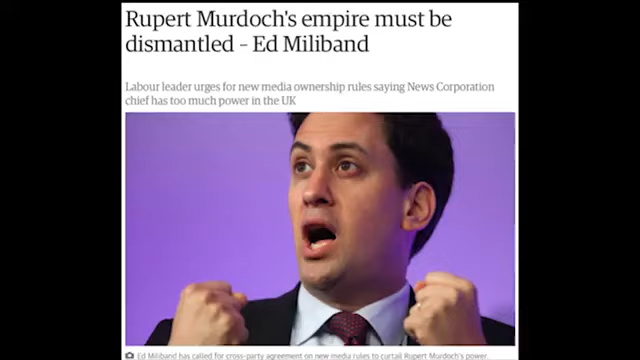 Rupert Murdoch's empire must be
dismantled – Ed Miliband
Labour leader urges for new media ownership rules saying News Corporation
chief has too much power in the UK
Ed Miliband has called for cross-party agreement on new media rules to curtail Rupert Murdoch's power.